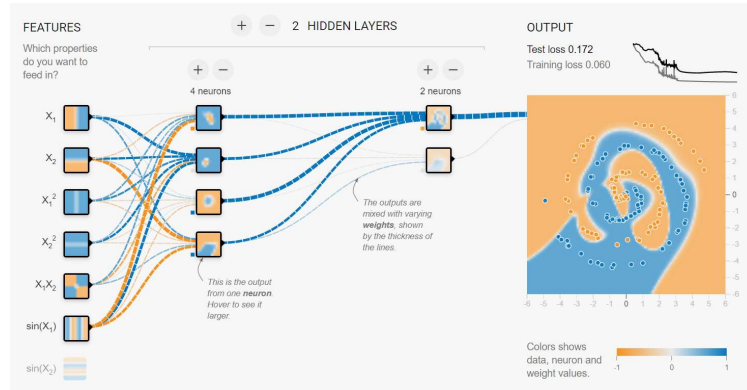 FEATURES
Which properties
do you want to
feed in?
+ − 2 HIDDEN LAYERS
OUTPUT
Test loss 0.172
Training loss 0.060
+ −
4 neurons
+ −
2 neurons
X₁
X₂
X₁²
X₂²
X₁X₂
sin(X₁)
sin(X₂)
The outputs are
mixed with varying
weights, shown
by the thickness of
the lines.
This is the output
from one neuron.
Hover to see it
larger.
6
5
4
3
2
1
0
-1
-2
-3
-4
-5
-6
-6 -5 -4 -3 -2 -1 0 1 2 3 4 5 6
Colors shows
data, neuron and
weight values.
-1 0 1